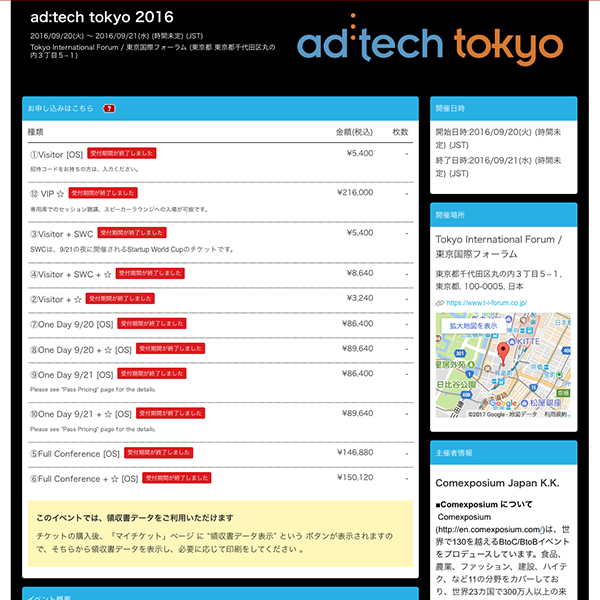 ad:tech tokyo 2016
2016/09/20(火) ～ 2016/09/21(水) (時間未定) (JST)
Tokyo International Forum / 東京国際フォーラム (東京都 東京都千代田区丸の
内３丁目５−１)
ad:tech tokyo
お申し込みはこちら ?
種類 金額(税込) 枚数
①Visitor [OS] 受付期間が終了しました ¥5,400 -
招待コードをお持ちの方は、入力ください。
⑫ VIP ☆ 受付期間が終了しました ¥216,000 -
専用席でのセッション聴講、スピーカーラウンジへの入場が可能です。
③Visitor + SWC 受付期間が終了しました ¥5,400 -
SWCは、9/21の夜に開催されるStartup World Cupのチケットです。
④Visitor + SWC + ☆ 受付期間が終了しました ¥8,640 -
②Visitor + ☆ 受付期間が終了しました ¥3,240 -
⑦One Day 9/20 [OS] 受付期間が終了しました ¥86,400 -
⑧One Day 9/20 + ☆ [OS] 受付期間が終了しました ¥89,640 -
⑨One Day 9/21 [OS] 受付期間が終了しました ¥86,400 -
Please see "Pass Pricing" page for the details.
⑩One Day 9/21 + ☆ [OS] 受付期間が終了しました ¥89,640 -
Please see "Pass Pricing" page for the details.
⑤Full Conference [OS] 受付期間が終了しました ¥146,880 -
⑥Full Conference + ☆ [OS] 受付期間が終了しました ¥150,120 -
このイベントでは、領収書データをご利用いただけます
チケットの購入後、「マイチケット」ページ に "領収書データ表示" という ボタンが表示されますの
で、そちらから領収書データを表示し、必要に応じて印刷をしてください 。
イベント概要
開催日時
開始日時:2016/09/20(火) (時間未
定) (JST)
終了日時:2016/09/21(水) (時間未
定) (JST)
開催場所
Tokyo International Forum /
東京国際フォーラム
東京都千代田区丸の内３丁目５−１,
東京都, 100-0005, 日本
https://www.t-i-forum.co.jp/
拡大地図を表示
KITTE
日本橋
皇居外苑
日比谷公園
松屋銀座
Google
©2017 Google - 地図データ 利用規約
主催者情報
Comexposium Japan K.K.
■Comexposium について
Comexposium
(http://en.comexposium.com/)は、世
界で130を越えるBtoC/BtoBイベント
をプロデュースしています。食品、
農業、ファッション、建設、ハイテ
ク、など11の分野をカバーしてお
り、世界23カ国で300万人以上の来